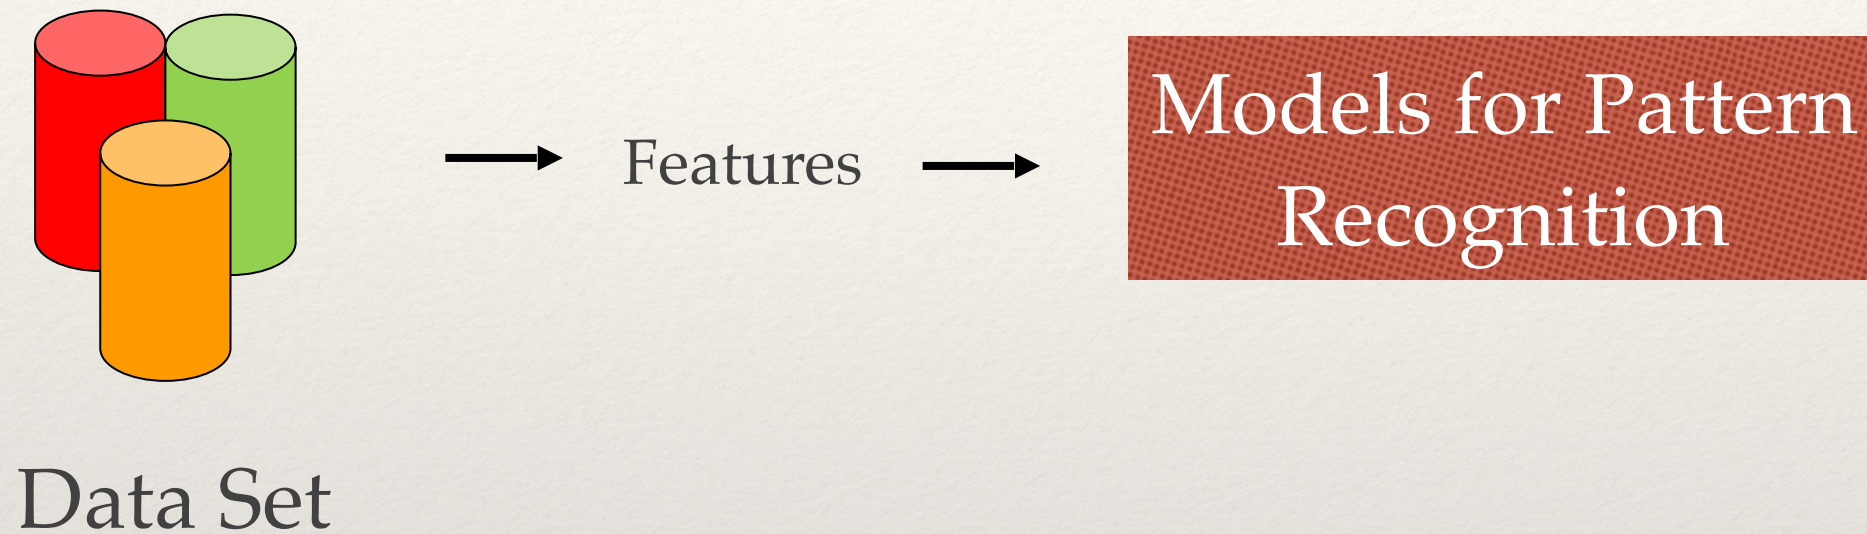 Features
Models for Pattern
Recognition
Data Set